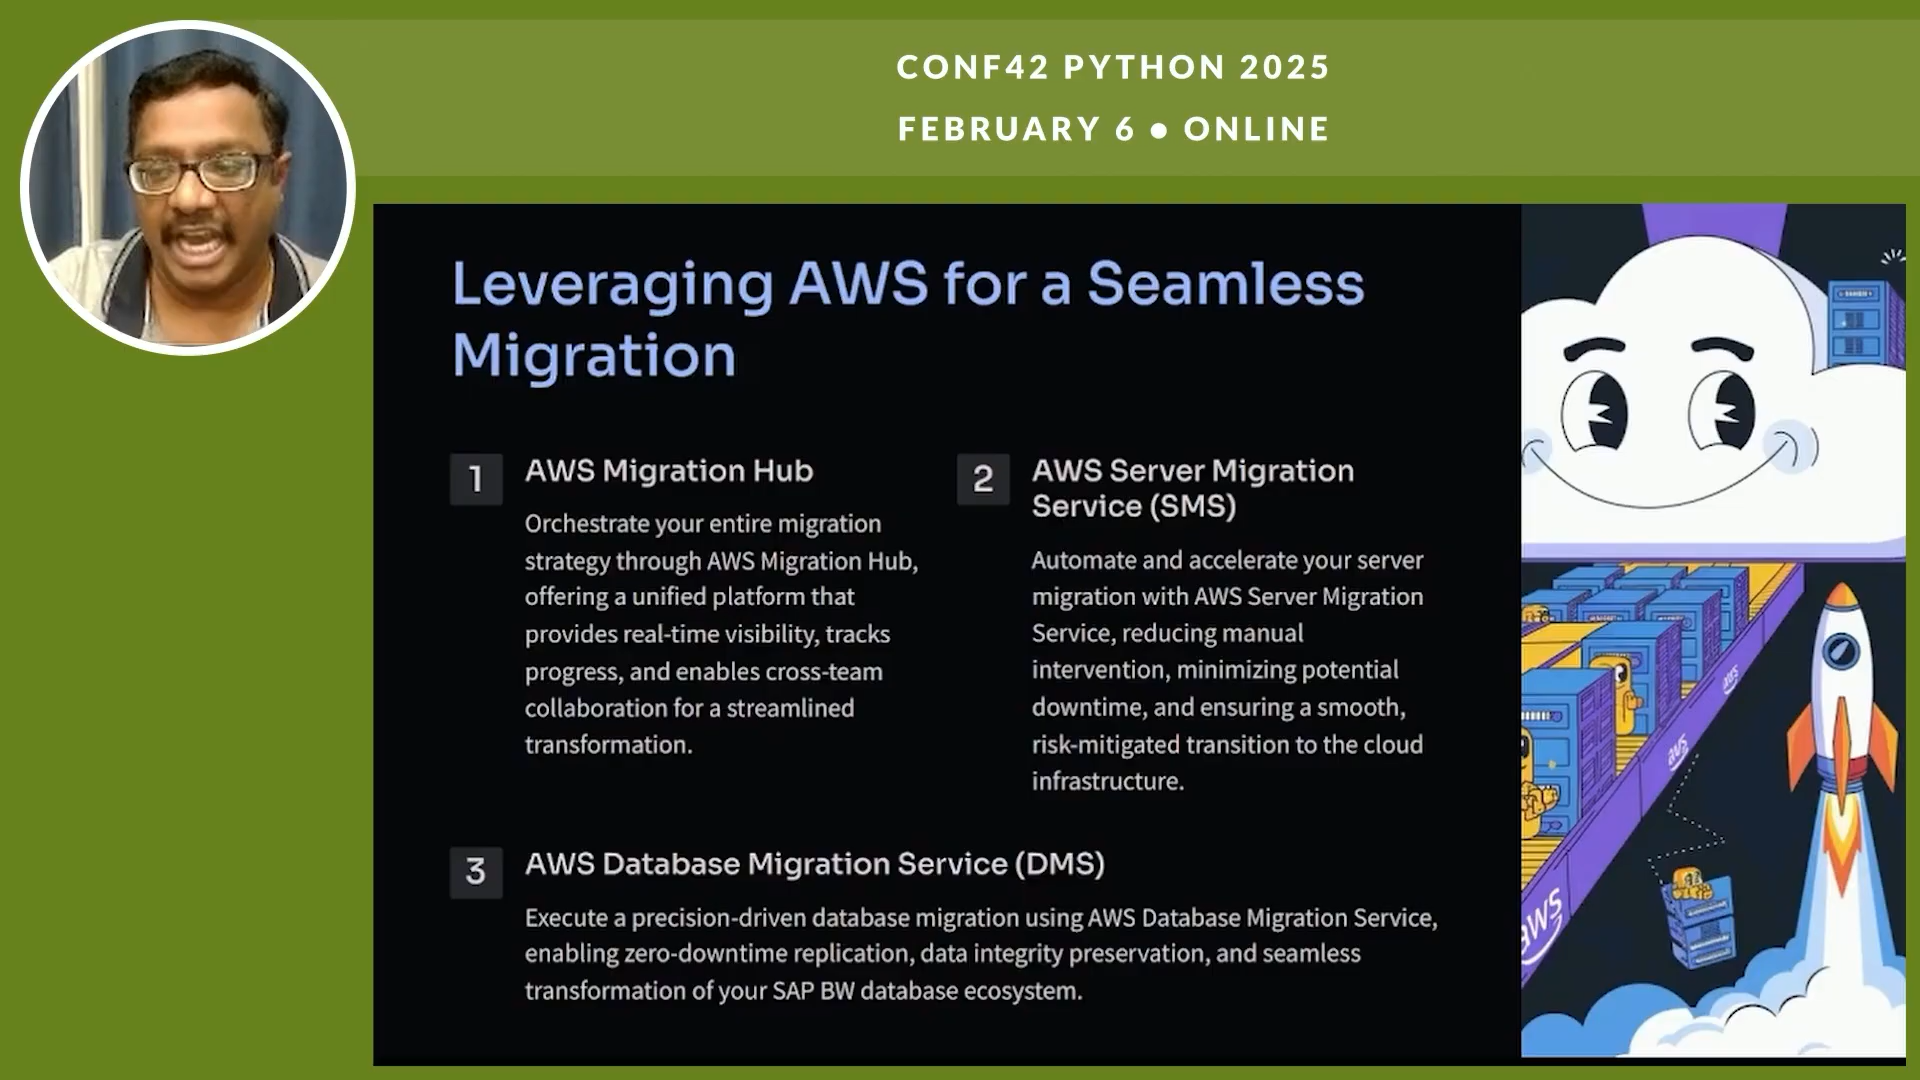 CONF42 PYTHON 2025
FEBRUARY 6 ● ONLINE
Leveraging AWS for a Seamless
Migration
1
AWS Migration Hub
Orchestrate your entire migration
strategy through AWS Migration Hub,
offering a unified platform that
provides real-time visibility, tracks
progress, and enables cross-team
collaboration for a streamlined
transformation.
2
AWS Server Migration
Service (SMS)
Automate and accelerate your server
migration with AWS Server Migration
Service, reducing manual
intervention, minimizing potential
downtime, and ensuring a smooth,
risk-mitigated transition to the cloud
infrastructure.
3
AWS Database Migration Service (DMS)
Execute a precision-driven database migration using AWS Database Migration Service,
enabling zero-downtime replication, data integrity preservation, and seamless
transformation of your SAP BW database ecosystem.
aws
aws
aws